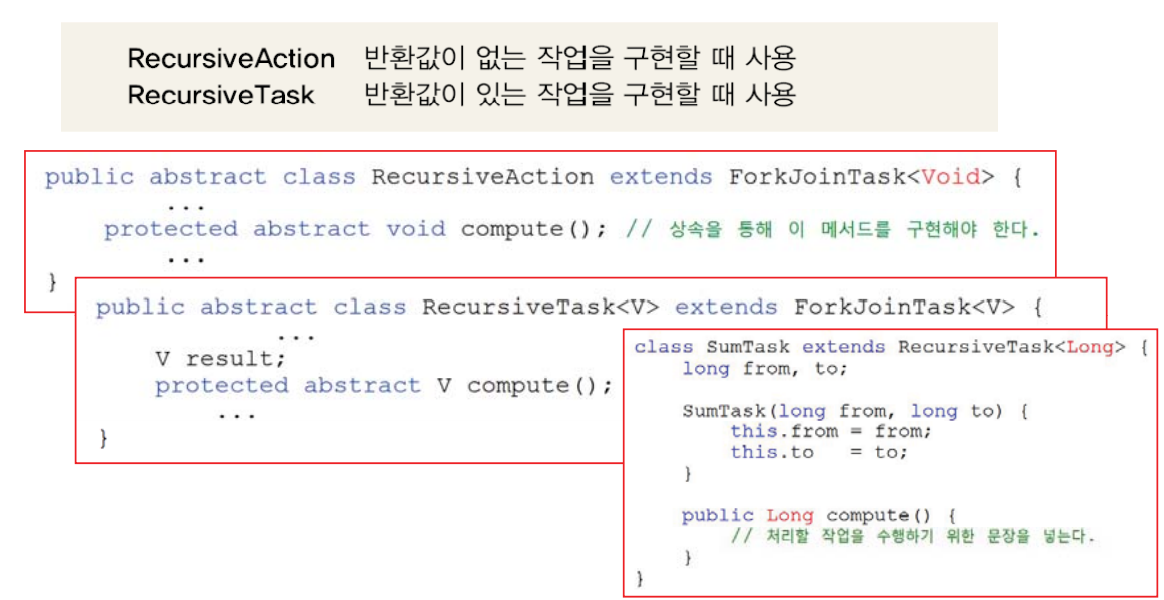 RecursiveAction 반환값이 없는 작업을 구현할 때 사용
RecursiveTask 반환값이 있는 작업을 구현할 때 사용
public abstract class RecursiveAction extends ForkJoinTask<Void> {
...
protected abstract void compute(); // 상속을 통해 이 메서드를 구현해야 한다.
...
}
public abstract class RecursiveTask<V> extends ForkJoinTask<V> {
...
V result;
protected abstract V compute();
...
}
class SumTask extends RecursiveTask<Long> {
long from, to;
SumTask(long from, long to) {
this.from = from;
this.to = to;
}
public Long compute() {
// 처리할 작업을 수행하기 위한 문장을 넣는다.
}
}